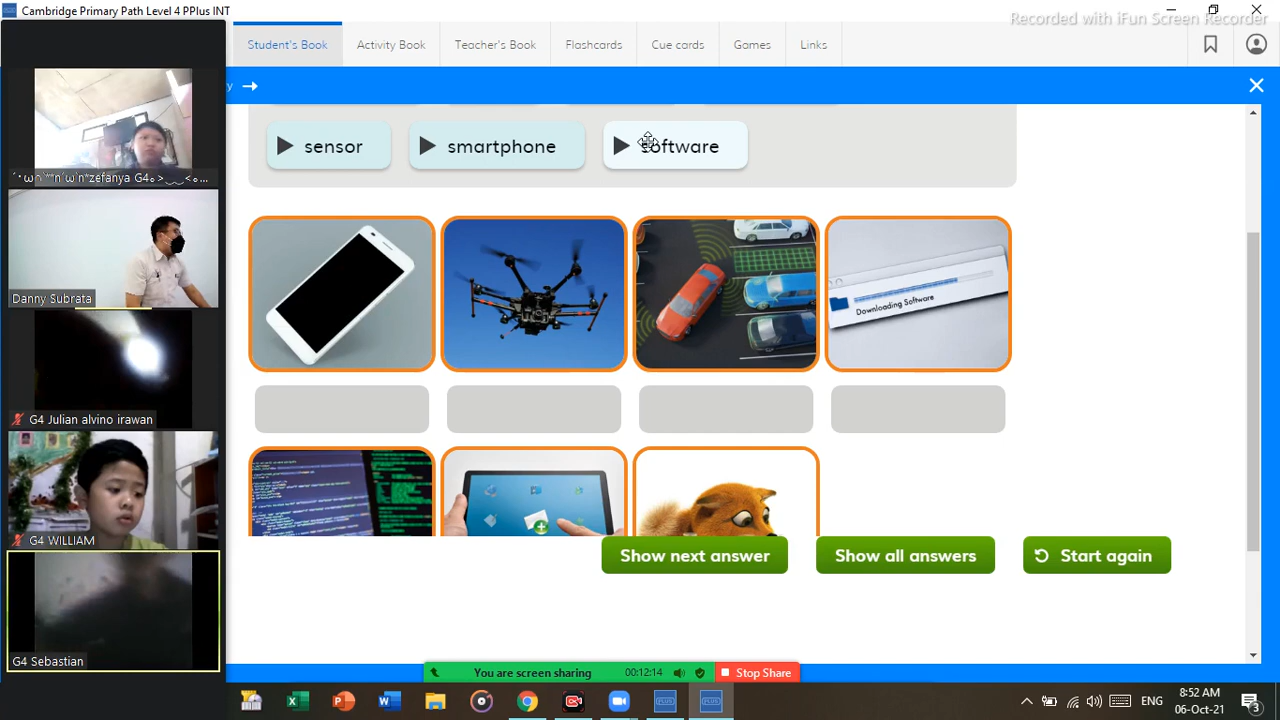 Cambridge Primary Path Level 4 PPlus INT
Recorded with iFun Screen Recorder
Student's Book
Activity Book
Teacher's Book
Flashcards
Cue cards
Games
Links
sensor
smartphone
software
Downloading Software
Show next answer
Show all answers
Start again
Danny Subrata
G4 Julian alvino irawan
G4 WILLIAM
G4 Sebastian
You are screen sharing
00:12:14
Stop Share
ENG
8:52 AM
06-Oct-21
3